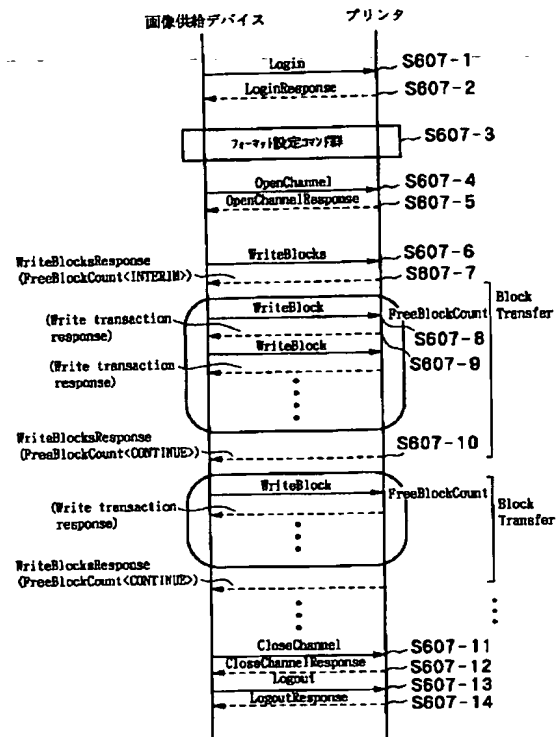 画像供給デバイス
プリンタ
Login
S607-1
LoginResponse
S607-2
フォーマット設定コマンド群
S607-3
OpenChannel
S607-4
OpenChannelResponse
S607-5
WriteBlocks
S607-6
WriteBlocksResponse
(FreeBlockCount<INTERIM>)
S607-7
Block
Transfer
WriteBlock
FreeBlockCount
(Write transaction
response)
S607-8
WriteBlock
S607-9
(Write transaction
response)
S607-10
WriteBlocksResponse
(FreeBlockCount<CONTINUE>)
WriteBlock
FreeBlockCount
Block
Transfer
(Write transaction
response)
WriteBlocksResponse
(FreeBlockCount<CONTINUE>)
CloseChannel
S607-11
CloseChannelResponse
S607-12
Logout
S607-13
LogoutResponse
S607-14